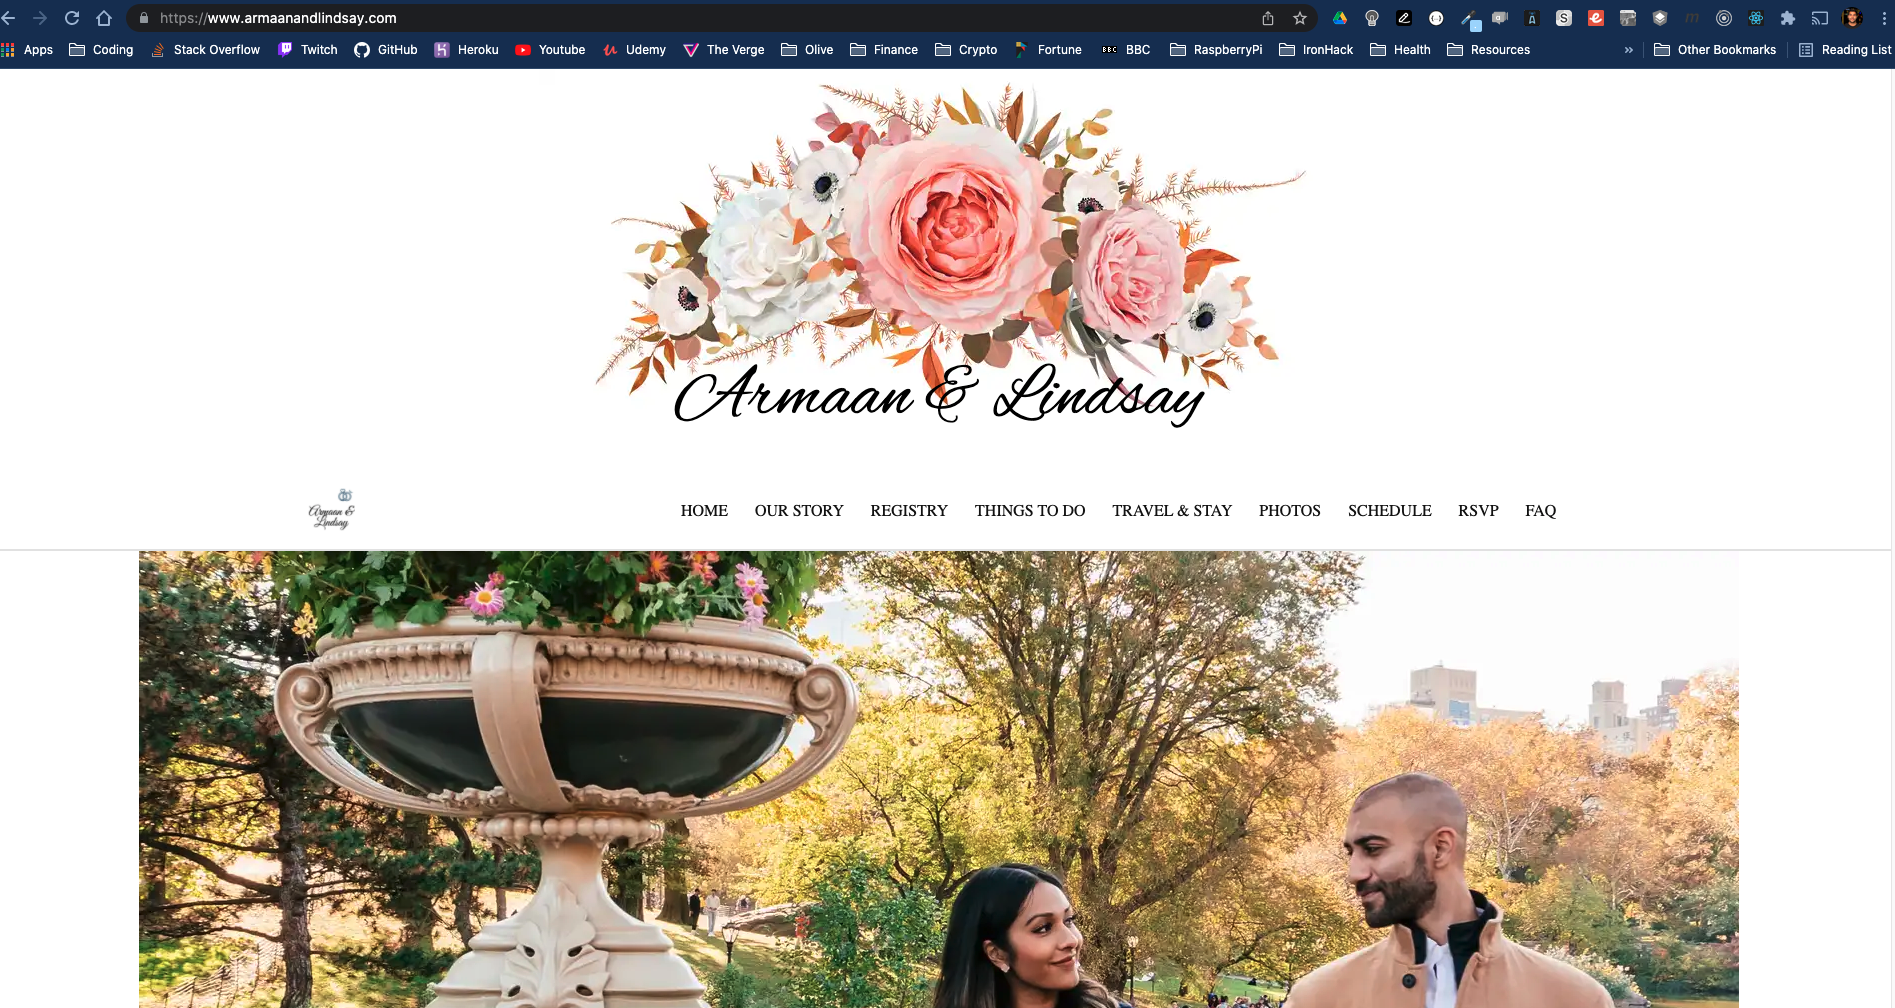 https://www.armaanandlindsay.com
Apps Coding Stack Overflow Twitch GitHub Heroku Youtube Udemy The Verge Olive Finance Crypto Fortune BBC BBC RaspberryPi IronHack Health Resources » Other Bookmarks Reading List
Armaan & Lindsay
Armaan &
Lindsay
HOME OUR STORY REGISTRY THINGS TO DO TRAVEL & STAY PHOTOS SCHEDULE RSVP FAQ